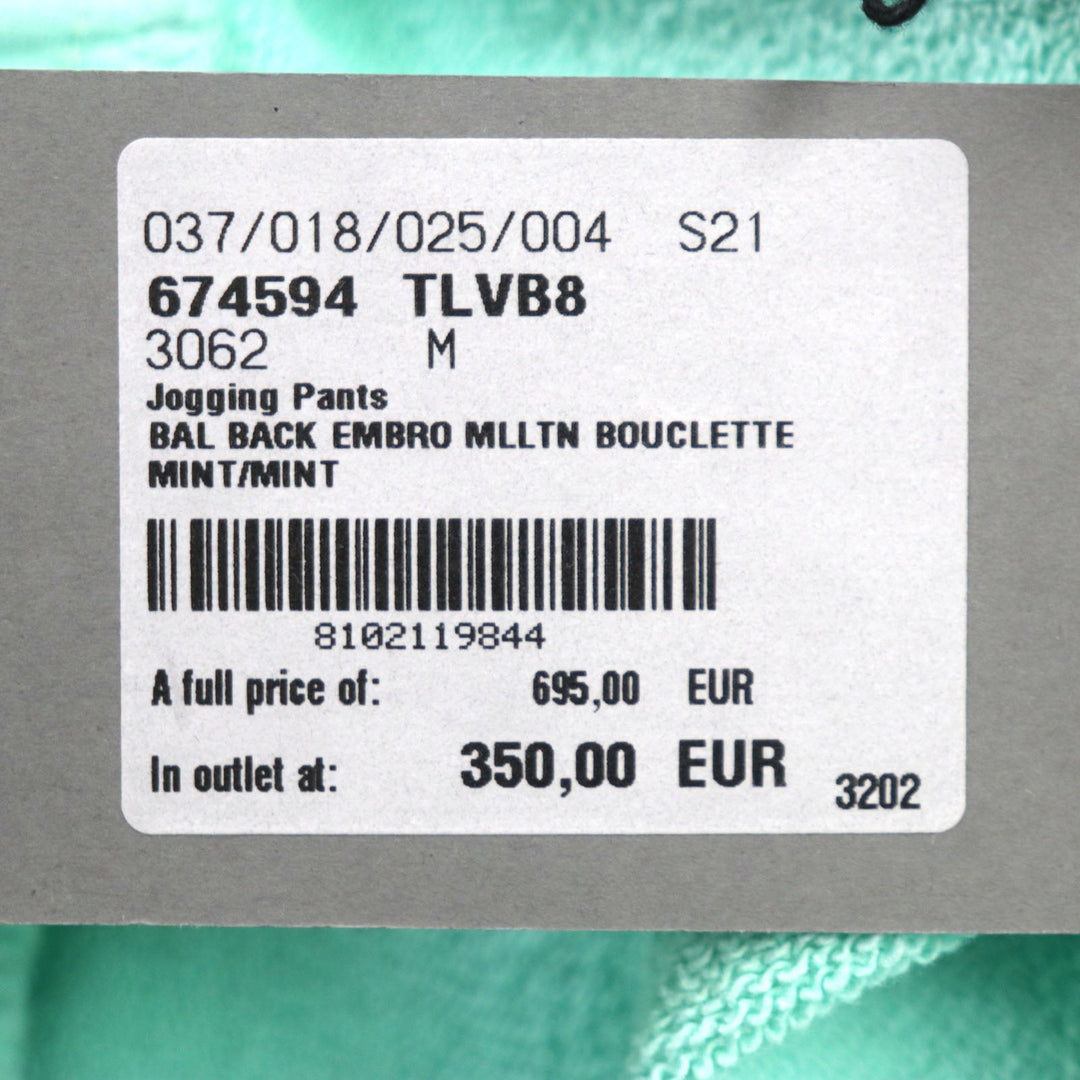 037/018/025/004 S21
674594 TLVB8
3062 M
Jogging Pants
BAL BACK EMBRO MLLTN BOUCLETTE
MINT/MINT
8102119844
A full price of: 695,00 EUR
In outlet at: 350,00 EUR 3202